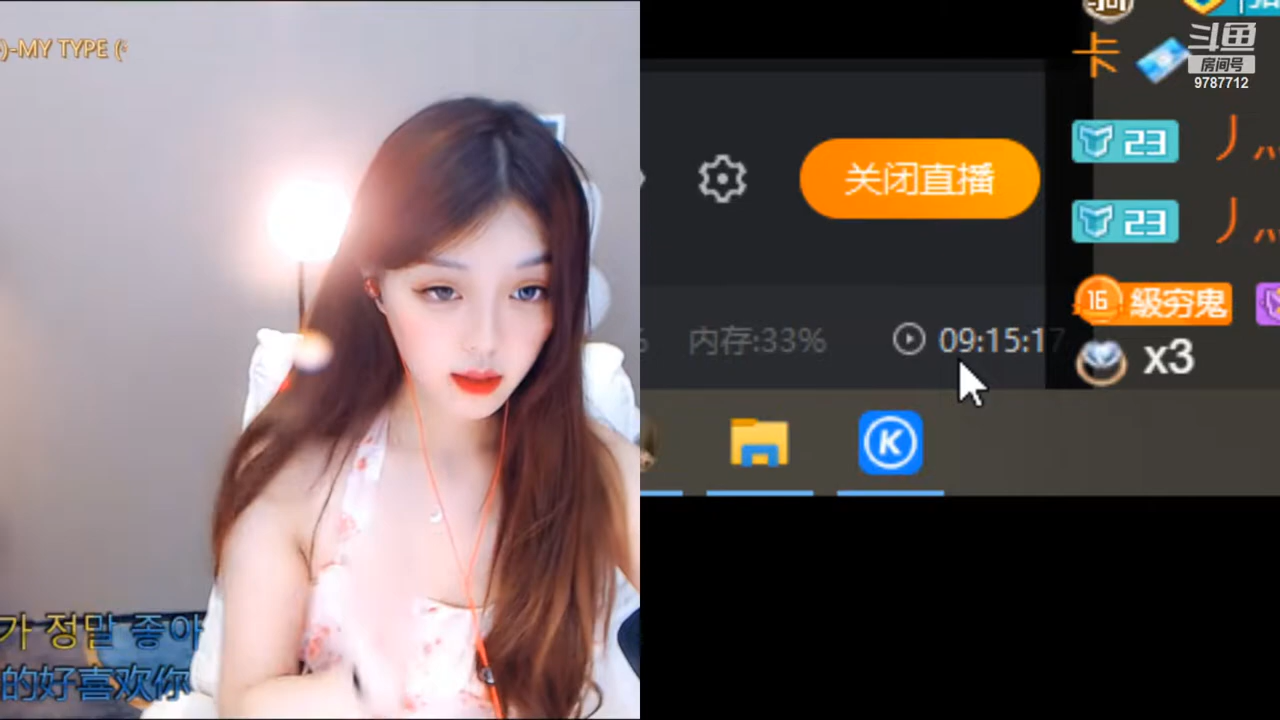 )-MY TYPE (
斗鱼
房间号
9787712
卡
关闭直播
23
23
内存:33%
09:15:17
16 級穷鬼
x3
K
가 정말 좋아
的好喜欢你